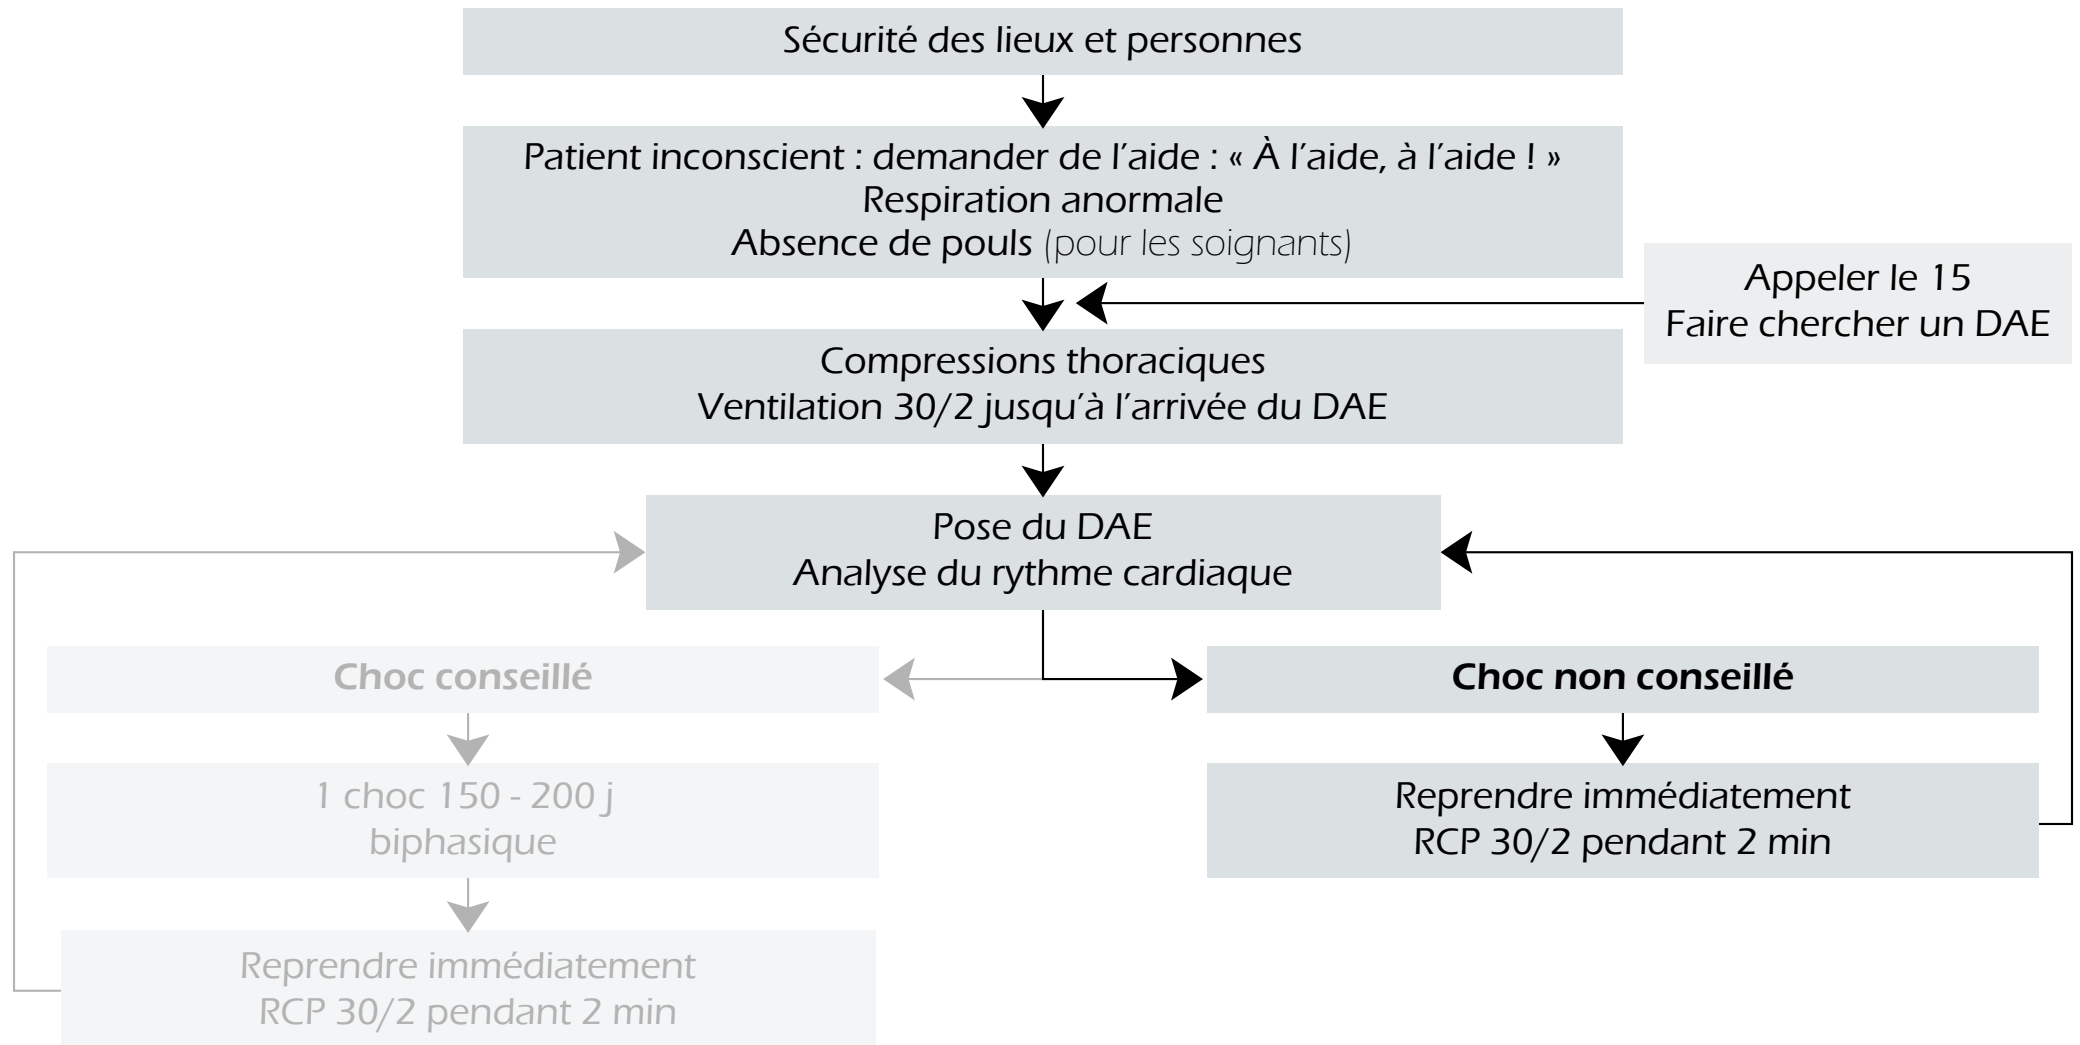 Sécurité des lieux et personnes
Patient inconscient : demander de l’aide : « À l’aide, à l’aide ! »
Respiration anormale
Absence de pouls (pour les soignants)
Appeler le 15
Faire chercher un DAE
Compressions thoraciques
Ventilation 30/2 jusqu’à l’arrivée du DAE
Pose du DAE
Analyse du rythme cardiaque
Choc conseillé
1 choc 150 - 200 j
biphasique
Reprendre immédiatement
RCP 30/2 pendant 2 min
Choc non conseillé
Reprendre immédiatement
RCP 30/2 pendant 2 min